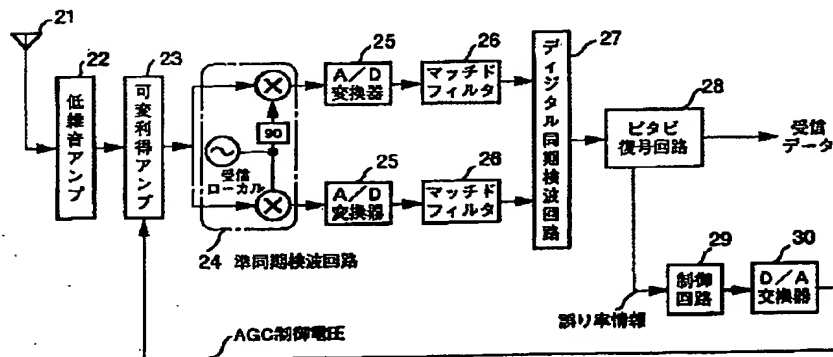 21
22
低雑音アンプ
23
可変利得アンプ
90
受信
ローカル
24 準同期検波回路
25
A/D
変換器
26
マッチド
フィルタ
25
A/D
変換器
26
マッチド
フィルタ
27
ディジタル同期検波回路
28
ビタビ
復号回路
受信
データ
29
制御
回路
30
D/A
変換器
誤り率情報
AGC制御電圧